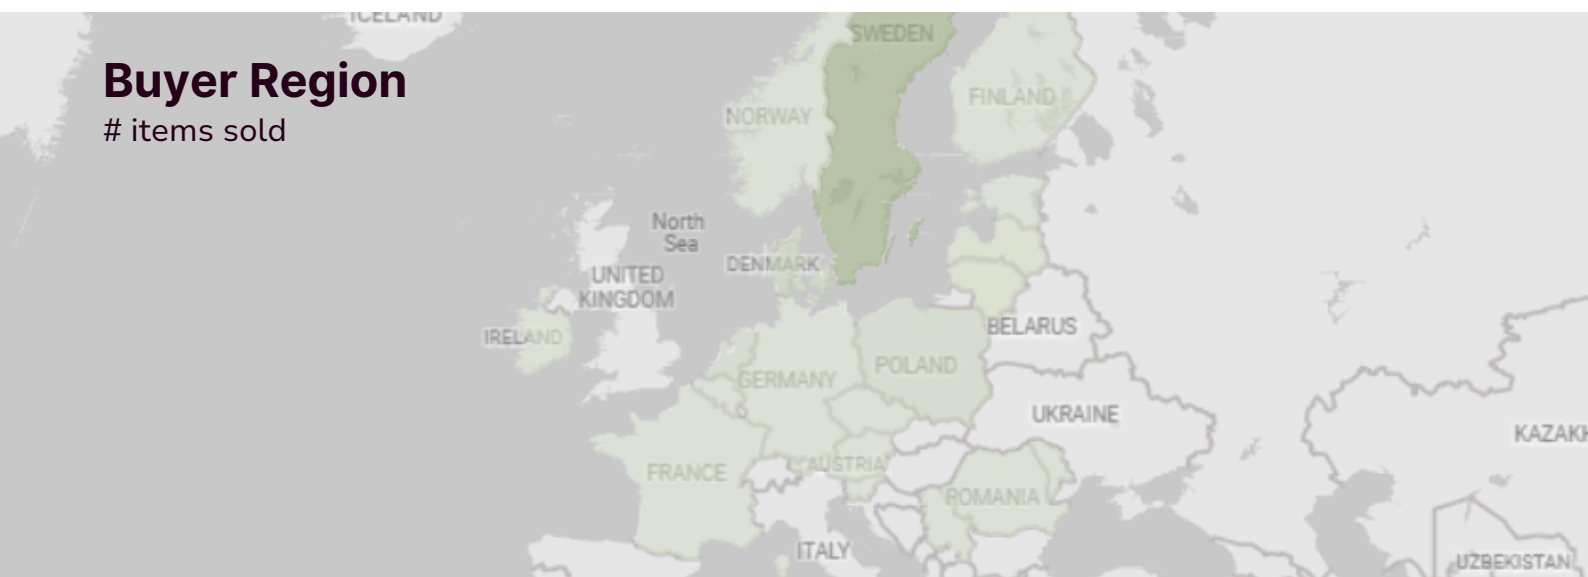 ICELAND
SWEDEN
Buyer Region
FINLAND
NORWAY
# items sold
North
Sea
DENMARK
UNITED
KINGDOM
BELARUS
IRELAND
POLAND
GERMANY
UKRAINE
KAZAKH
AUSTRIA
FRANCE
ROMANIA
ITALY
UZBEKISTAN